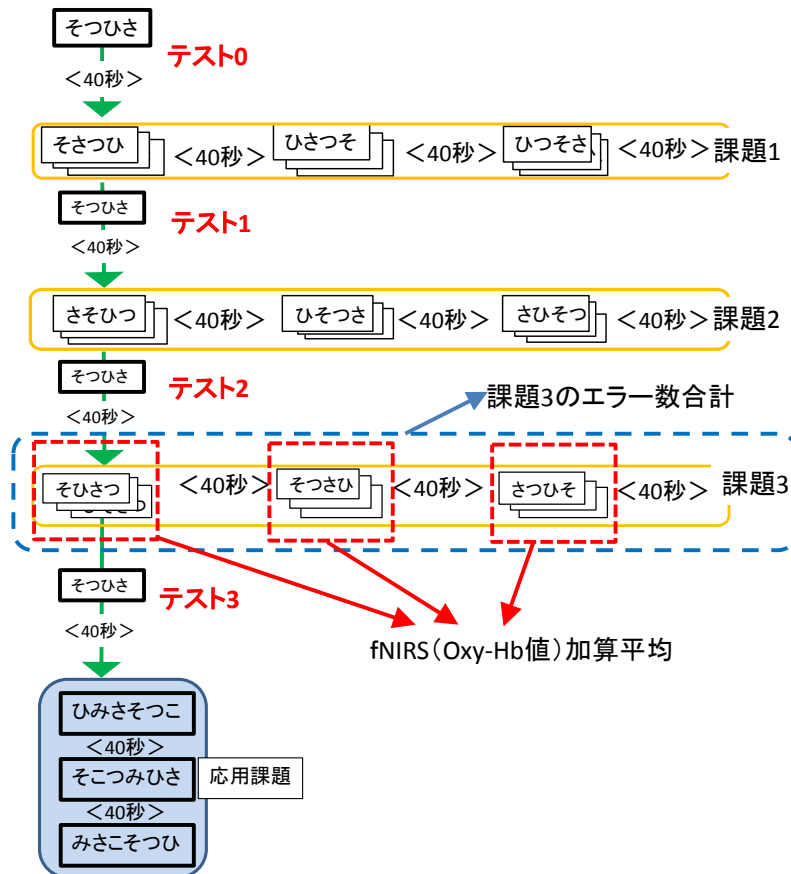 そつひさ
テスト0
＜40秒＞
そさつひ ＜40秒＞ ひさつそ ＜40秒＞ ひつそさ ＜40秒＞ 課題1
そつひさ
テスト1
＜40秒＞
さそひつ ＜40秒＞ ひそつさ ＜40秒＞ さひそつ ＜40秒＞ 課題2
そつひさ
テスト2
＜40秒＞
課題3のエラー数合計
そひさつ ＜40秒＞ そつさひ ＜40秒＞ さつひそ ＜40秒＞ 課題3
そつひさ
テスト3
＜40秒＞
fNIRS（Oxy-Hb値）加算平均
ひみさそつこ
＜40秒＞
そこつみひさ 応用課題
＜40秒＞
みさこそつひ